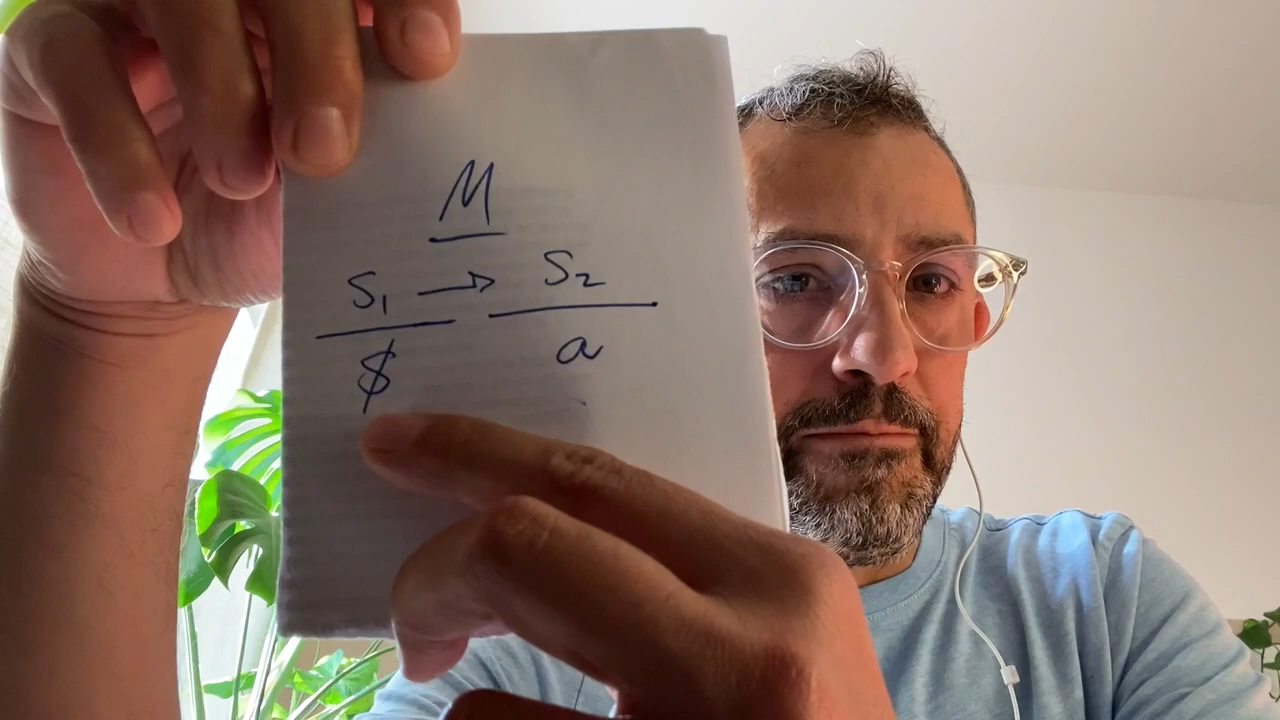 M
S₁ → S₂
$ a